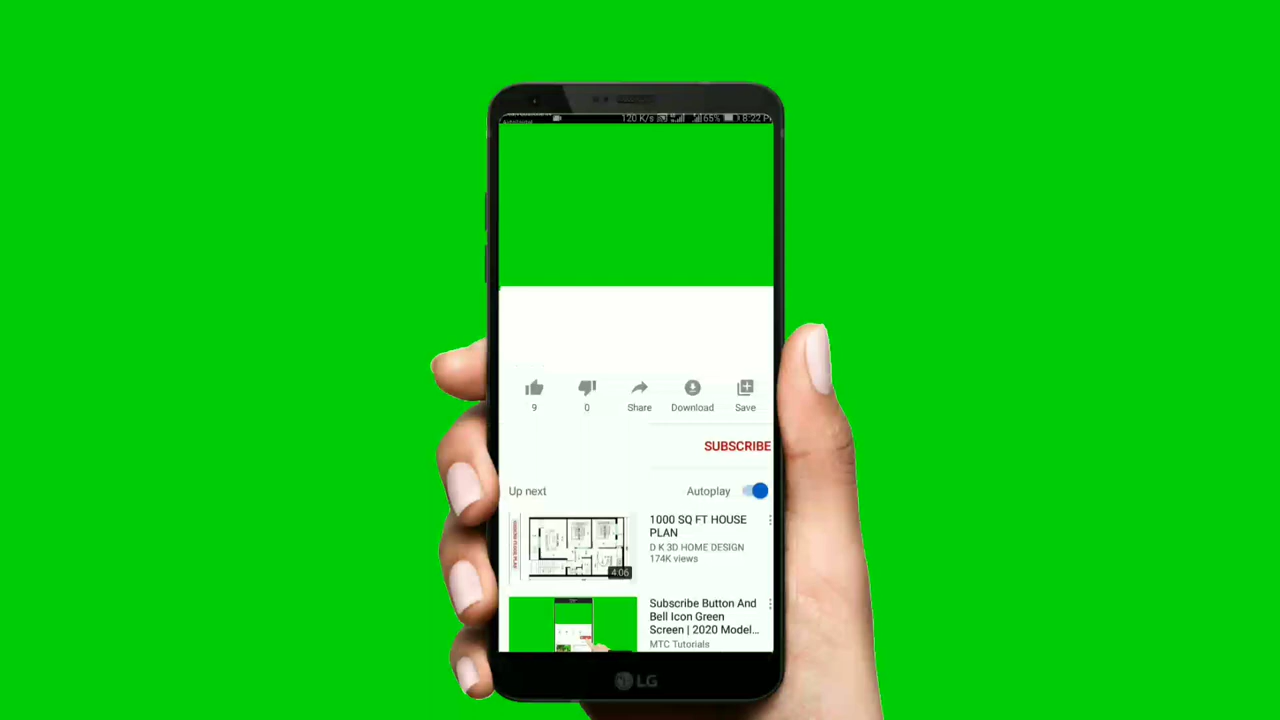 120 K/s 65% 8:22 P
9
0
Share
Download
Save
SUBSCRIBE
Up next
Autoplay
1000 SQ FT HOUSE
PLAN
D K 3D HOME DESIGN
174K views
4:06
Subscribe Button And
Bell Icon Green
Screen | 2020 Model...
MTC Tutorials
LG